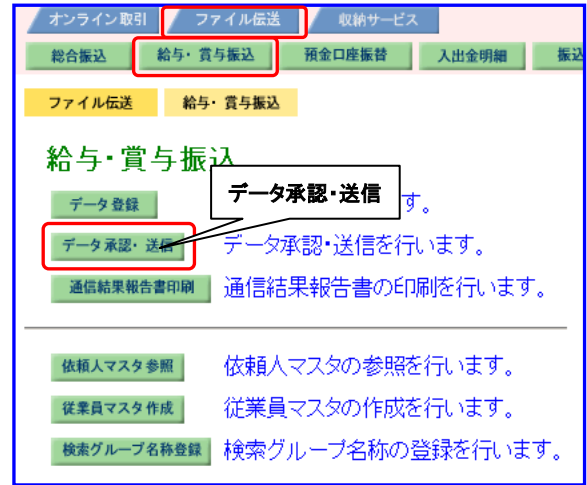 オンライン取引 ファイル伝送 収納サービス
総合振込 給与・賞与振込 預金口座振替 入出金明細 振込
ファイル伝送 給与・賞与振込
給与・賞与振込
データ承認・送信
データ登録 す。
データ承認・送信 データ承認・送信を行います。
通信結果報告書印刷 通信結果報告書の印刷を行います。
依頼人マスタ参照 依頼人マスタの参照を行います。
従業員マスタ作成 従業員マスタの作成を行います。
検索グループ名称登録 検索グループ名称の登録を行います。